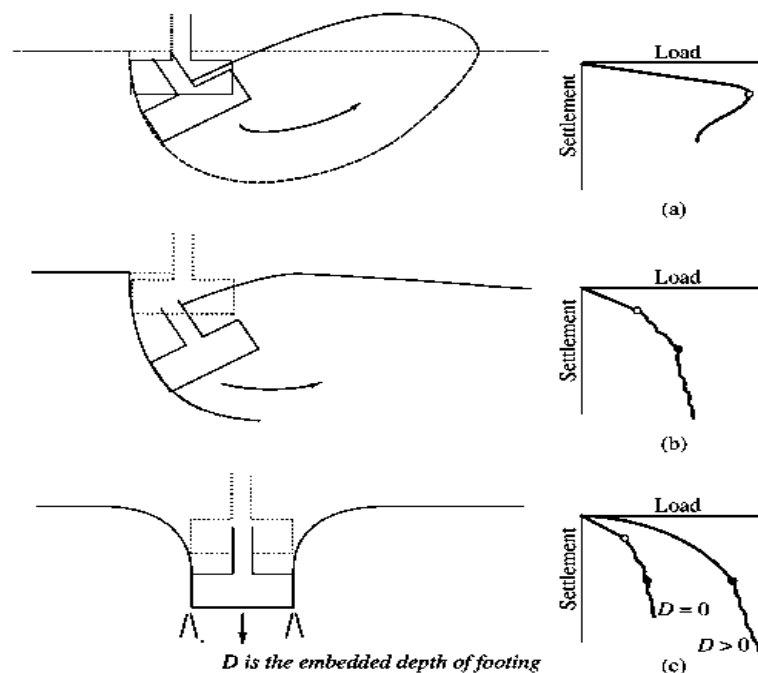 Load
Settlement
(a)
Load
Settlement
(b)
Load
Settlement
D = 0
D > 0
(c)
D is the embedded depth of footing